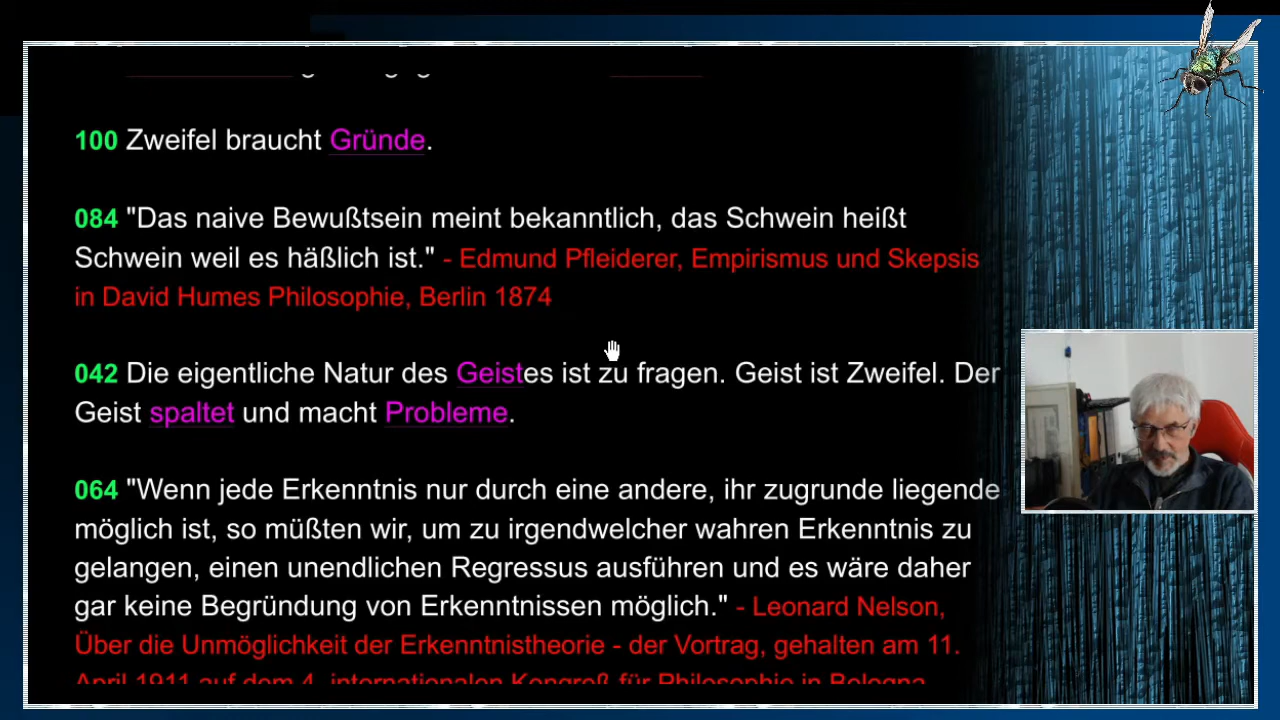 100 Zweifel braucht Gründe.
084 "Das naive Bewußtsein meint bekanntlich, das Schwein heißt
Schwein weil es häßlich ist." - Edmund Pfleiderer, Empirismus und Skepsis
in David Humes Philosophie, Berlin 1874
042 Die eigentliche Natur des Geistes ist zu fragen. Geist ist Zweifel. Der
Geist spaltet und macht Probleme.
064 "Wenn jede Erkenntnis nur durch eine andere, ihr zugrunde liegende
möglich ist, so müßten wir, um zu irgendwelcher wahren Erkenntnis zu
gelangen, einen unendlichen Regressus ausführen und es wäre daher
gar keine Begründung von Erkenntnissen möglich." - Leonard Nelson,
Über die Unmöglichkeit der Erkenntnistheorie - der Vortrag, gehalten am 11.
April 1911 auf dem 4. internationalen Kongreß für Philosophie in Bologna